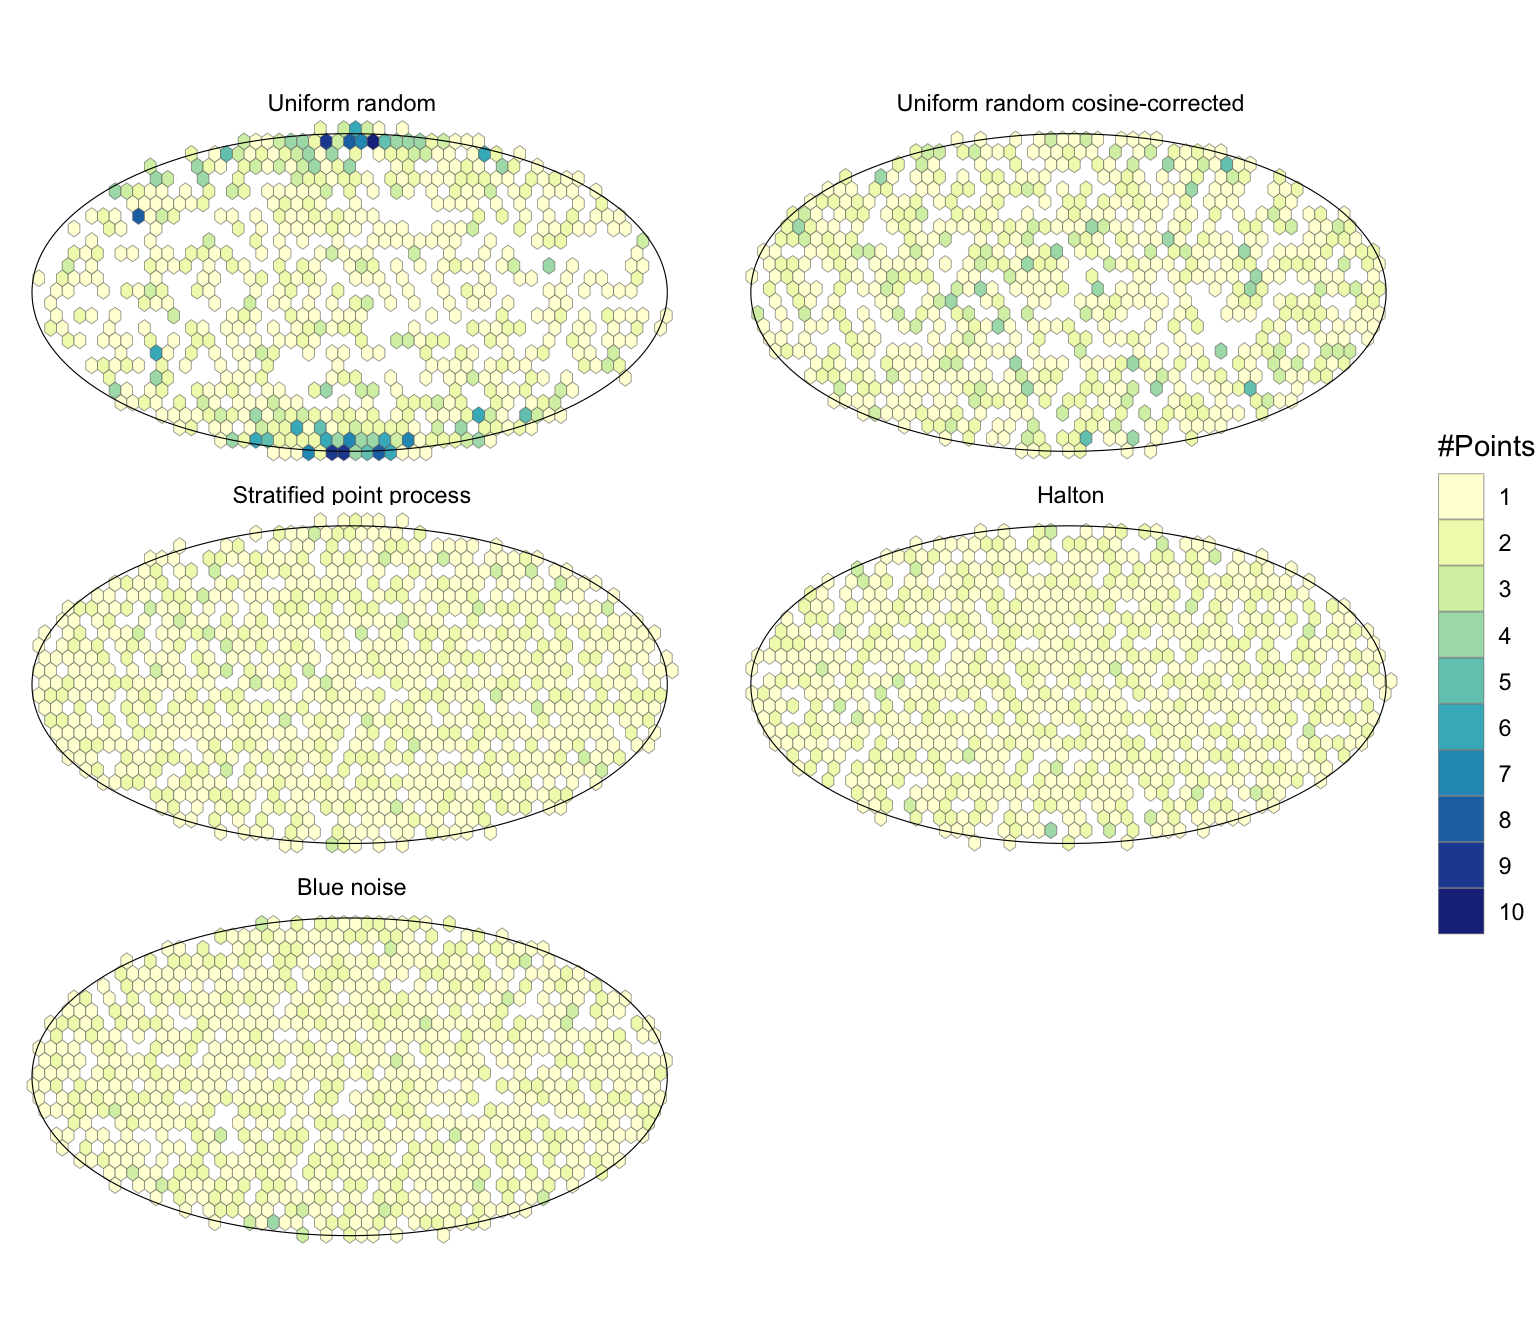 Uniform random
Uniform random cosine-corrected
Stratified point process
Halton
Blue noise
#Points
1
2
3
4
5
6
7
8
9
10